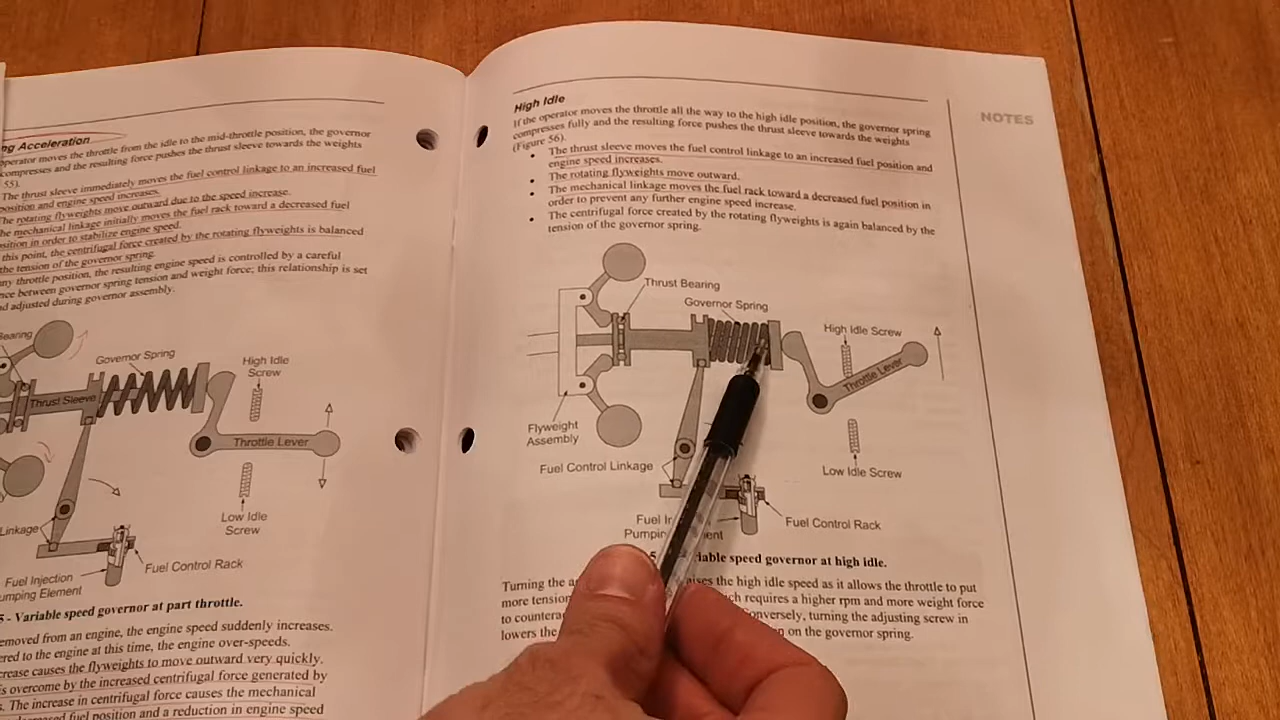 ng Acceleration
operator moves the throttle from the idle to the mid-throttle position, the governor
compresses and the resulting force pushes the thrust sleeve towards the weights
55).
The thrust sleeve immediately moves the fuel control linkage to an increased fuel
position and engine speed increases.
The rotating flyweights move outward due to the speed increase.
he mechanical linkage initially moves the fuel rack toward a decreased fuel
sition in order to stabilize engine speed.
this point, the centrifugal force created by the rotating flyweights is balanced
the tension of the governor spring.
ny throttle position, the resulting engine speed is controlled by a careful
nce between governor spring tension and weight force; this relationship is set
nd adjusted during governor assembly.
Bearing
Governor Spring
High Idle
Screw
Thrust Sleeve
Throttle Lever
Low Idle
Screw
Linkage
Fuel Control Rack
Fuel Injection
umping Element
5 - Variable speed governor at part throttle.
emoved from an engine, the engine speed suddenly increases.
ered to the engine at this time, the engine over-speeds.
crease causes the flyweights to move outward very quickly.
is overcome by the increased centrifugal force generated by
s. The increase in centrifugal force causes the mechanical
fuel position and a reduction in engine speed
High Idle
If the operator moves the throttle all the way to the high idle position, the governor spring
compresses fully and the resulting force pushes the thrust sleeve towards the weights
(Figure 56).
• The thrust sleeve moves the fuel control linkage to an increased fuel position and
engine speed increases.
• The rotating flyweights move outward.
• The mechanical linkage moves the fuel rack toward a decreased fuel position in
order to prevent any further engine speed increase.
• The centrifugal force created by the rotating flyweights is again balanced by the
tension of the governor spring.
Thrust Bearing
Governor Spring
High Idle Screw
Throttle Lever
Flyweight
Assembly
Fuel Control Linkage
Low Idle Screw
Fuel In
Pumpin ent
Fuel Control Rack
5 iable speed governor at high idle.
Turning the a aises the high idle speed as it allows the throttle to put
more tension ich requires a higher rpm and more weight force
to counterac Conversely, turning the adjusting screw in
lowers the on the governor spring.
NOTES